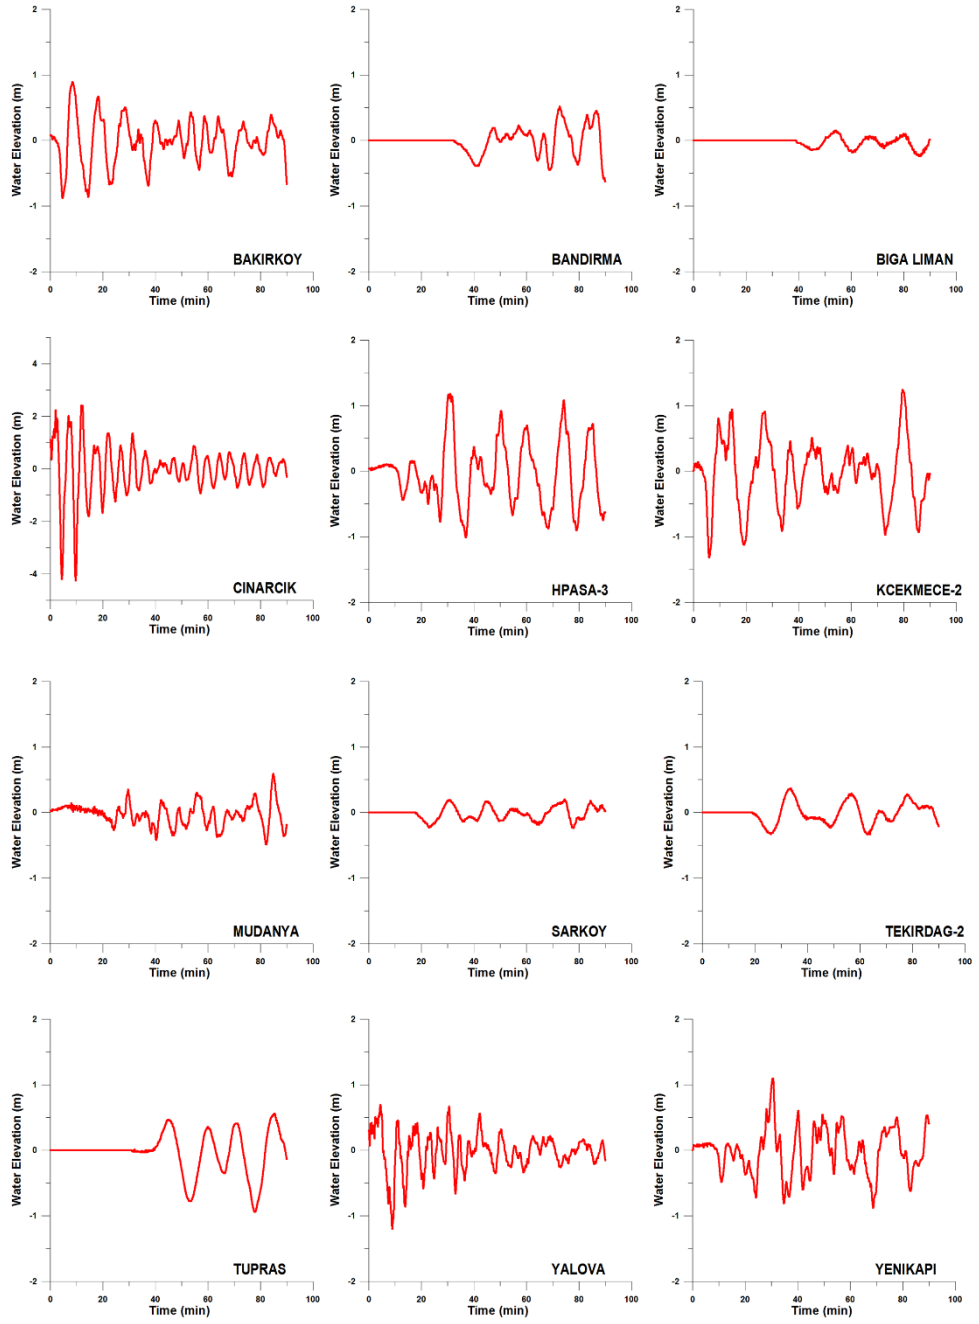 2
1
0
-1
-2
Water Elevation (m)
0 20 40 60 80 100
Time (min)
BAKIRKOY
2
1
0
-1
-2
Water Elevation (m)
0 20 40 60 80 100
Time (min)
BANDIRMA
2
1
0
-1
-2
Water Elevation (m)
0 20 40 60 80 100
Time (min)
BIGA LIMAN
4
2
0
-2
-4
Water Elevation (m)
0 20 40 60 80 100
Time (min)
CINARCIK
2
1
0
-1
-2
Water Elevation (m)
0 20 40 60 80 100
Time (min)
HPASA-3
2
1
0
-1
-2
Water Elevation (m)
0 20 40 60 80 100
Time (min)
KCEKMECE-2
2
1
0
-1
-2
Water Elevation (m)
0 20 40 60 80 100
Time (min)
MUDANYA
2
1
0
-1
-2
Water Elevation (m)
0 20 40 60 80 100
Time (min)
SARKOY
2
1
0
-1
-2
Water Elevation (m)
0 20 40 60 80 100
Time (min)
TEKIRDAG-2
2
1
0
-1
-2
Water Elevation (m)
0 20 40 60 80 100
Time (min)
TUPRAS
2
1
0
-1
-2
Water Elevation (m)
0 20 40 60 80 100
Time (min)
YALOVA
2
1
0
-1
-2
Water Elevation (m)
0 20 40 60 80 100
Time (min)
YENIKAPI